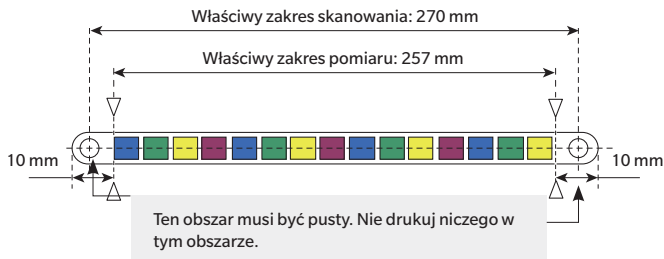 Właściwy zakres skanowania: 270 mm
Właściwy zakres pomiaru: 257 mm
10 mm
10 mm
Ten obszar musi być pusty. Nie drukuj niczego w
tym obszarze.